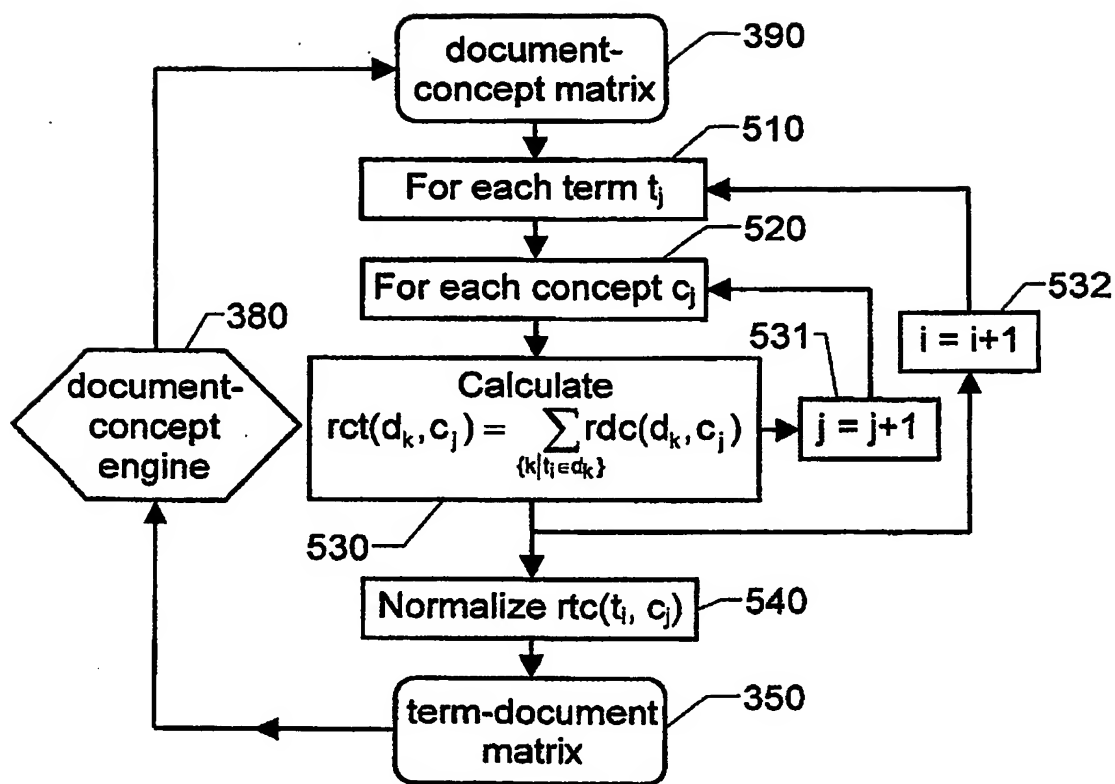 document-
concept matrix
390
510
For each term tⱼ
520
For each concept cⱼ
532
i = i+1
380
531
document-
concept
engine
Calculate
rct(dₖ, cⱼ) = ∑ rdc(dₖ, cⱼ)
{k|tᵢ∈dₖ}
j = j+1
530
Normalize rtc(tᵢ, cⱼ)
540
term-document
matrix
350